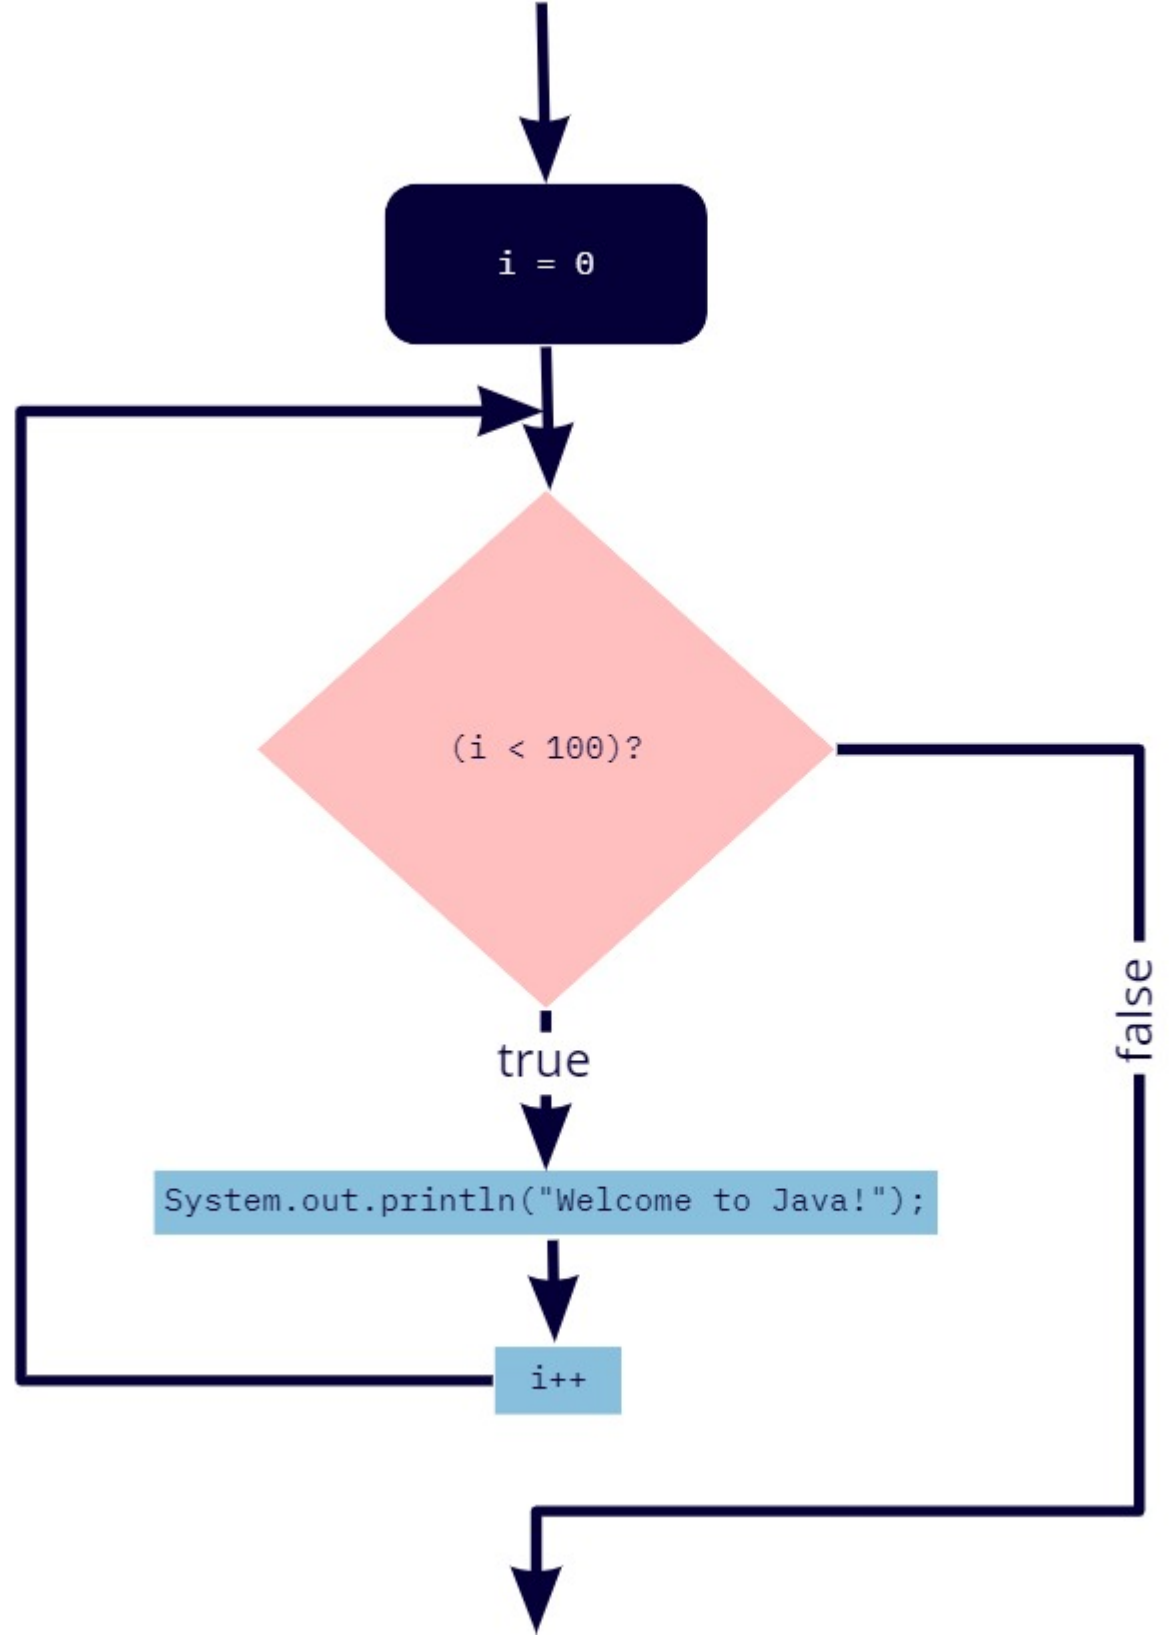 i = 0
(i < 100)?
true
false
System.out.println("Welcome to Java!");
i++